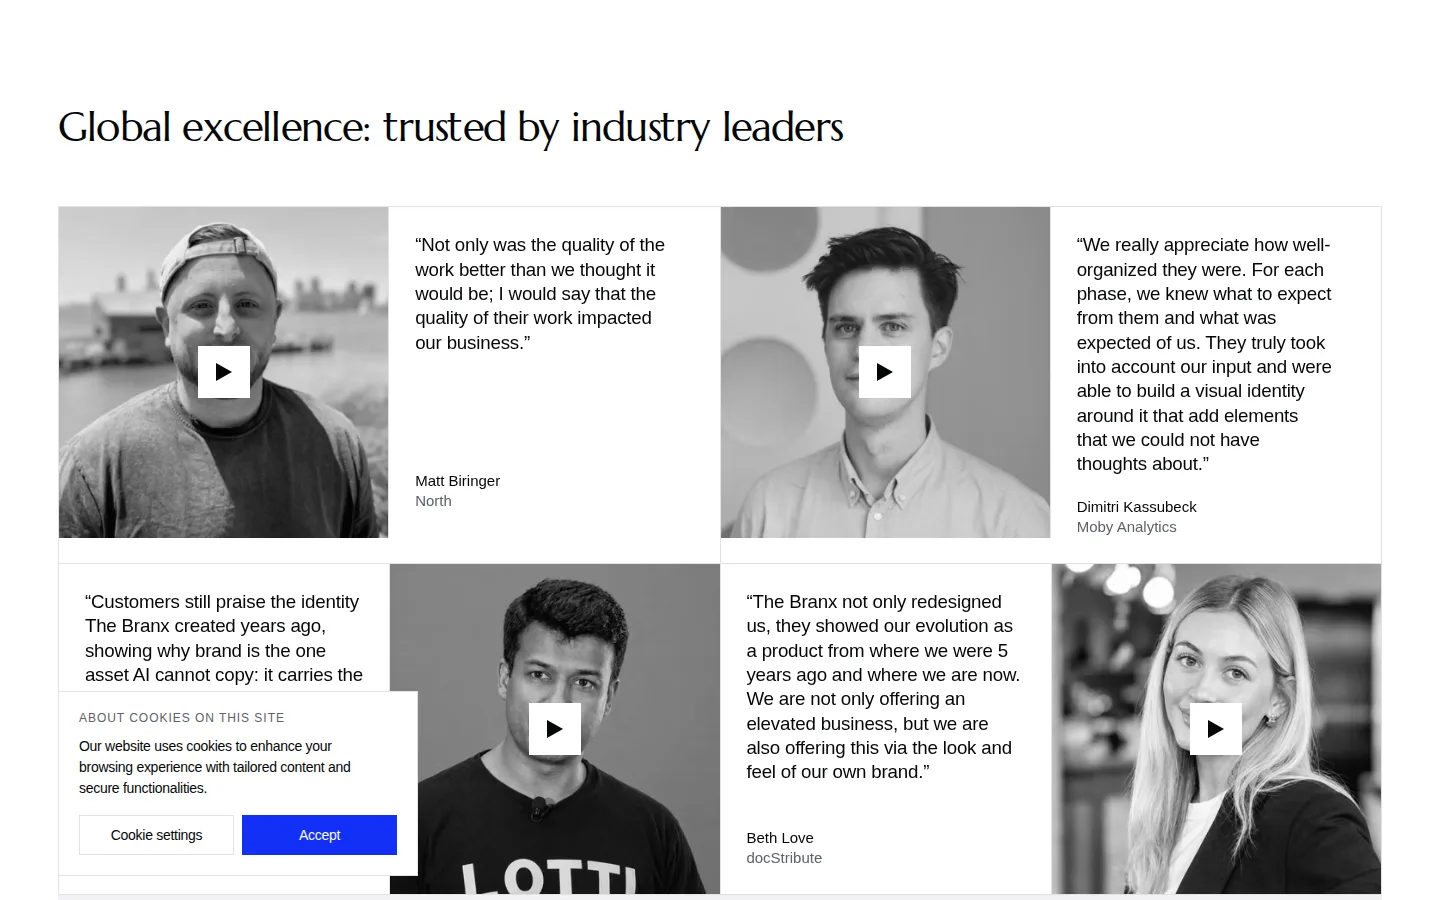 Global excellence: trusted by industry leaders
“Not only was the quality of the
work better than we thought it
would be; I would say that the
quality of their work impacted
our business.”
Matt Biringer
North
“We really appreciate how well-
organized they were. For each
phase, we knew what to expect
from them and what was
expected of us. They truly took
into account our input and were
able to build a visual identity
around it that add elements
that we could not have
thoughts about.”
Dimitri Kassubeck
Moby Analytics
“Customers still praise the identity
The Branx created years ago,
showing why brand is the one
asset AI cannot copy: it carries the
LOTTI
“The Branx not only redesigned
us, they showed our evolution as
a product from where we were 5
years ago and where we are now.
We are not only offering an
elevated business, but we are
also offering this via the look and
feel of our own brand.”
Beth Love
docStribute
ABOUT COOKIES ON THIS SITE
Our website uses cookies to enhance your
browsing experience with tailored content and
secure functionalities.
Cookie settings
Accept